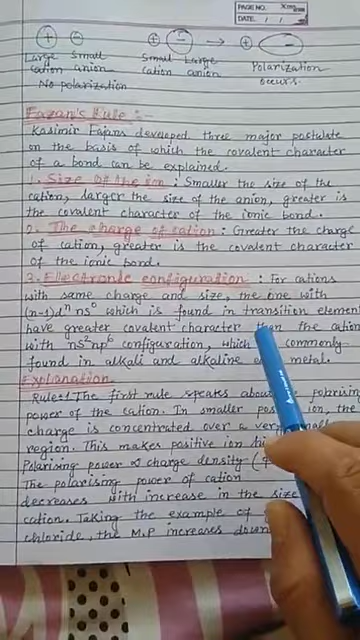 PAGE NO.
DATE: / /
+ − + − → + −
Large Small Small Large Polarization
cation anion cation anion occurs.
No polarization
Fazan's Rule :-
Kasimir Fajans developed three major postulate
on the basis of which the covalent character
of a bond can be explained.
1. Size of the ion : Smaller the size of the
cation, larger the size of the anion, greater is
the covalent character of the ionic bond.
2. The charge of cation : Greater the charge
of cation, greater is the covalent character
of the ionic bond.
3. Electronic configuration : For cations
with same charge and size, the one with
(n-1)dⁿ ns⁰ which is found in transition elemen
have greater covalent character than the cation
with ns²np⁶ configuration, which commonly
found in alkali and alkaline metal.
Explanation
Rule:1 The first rule speaks about polarising
power of the cation. In smaller the
charge is concentrated over a very
region. This makes positive ion
Polarising power ∝ charge density
The polarising power of cation
decreases with increase in the size
cation. Taking the example of
chloride, the M.P increases down